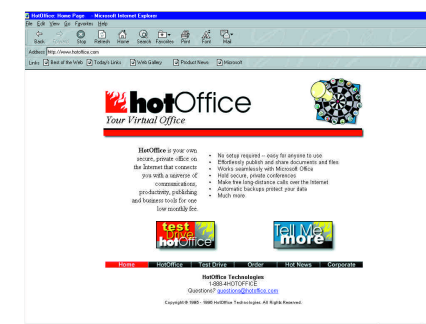 HotOffice: Home Page - Microsoft Internet Explorer
File Edit View Go Favorites Help
Back Forward Stop Refresh Home Search Favorites Print Font Mail
Address http://www.hotoffice.com
Links Best of the Web Today's Links Web Gallery Product News Microsoft
hotOffice
Your Virtual Office
HotOffice is your own
secure, private office on
the Internet that connects
you with a universe of
communications,
productivity, publishing
and business tools for one
low monthly fee.
• No setup required -- easy for anyone to use
• Effortlessly publish and share documents and files
• Works seamlessly with Microsoft Office
• Hold secure, private conferences
• Make free long-distance calls over the Internet
• Automatic backups protect your data
• Much more
test
Drive
hotOffice
Tell Me
more
Home HotOffice Test Drive Order Hot News Corporate
HotOffice Technologies
1-888-4HOTOFFICE
Questions? questions@hotoffice.com
Copyright © 1995 - 1998 HotOffice Technologies. All Rights Reserved.